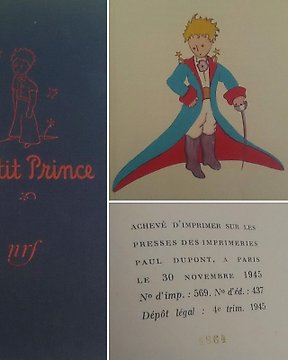 tit Prince
nrf
ACHEVÉ D'IMPRIMER SUR LES
PRESSES DES IMPRIMERIES
PAUL DUPONT, A PARIS
LE 30 NOVEMBRE 1945
No d'imp. : 569. No d'éd. : 437
Dépôt légal : 4e trim. 1945